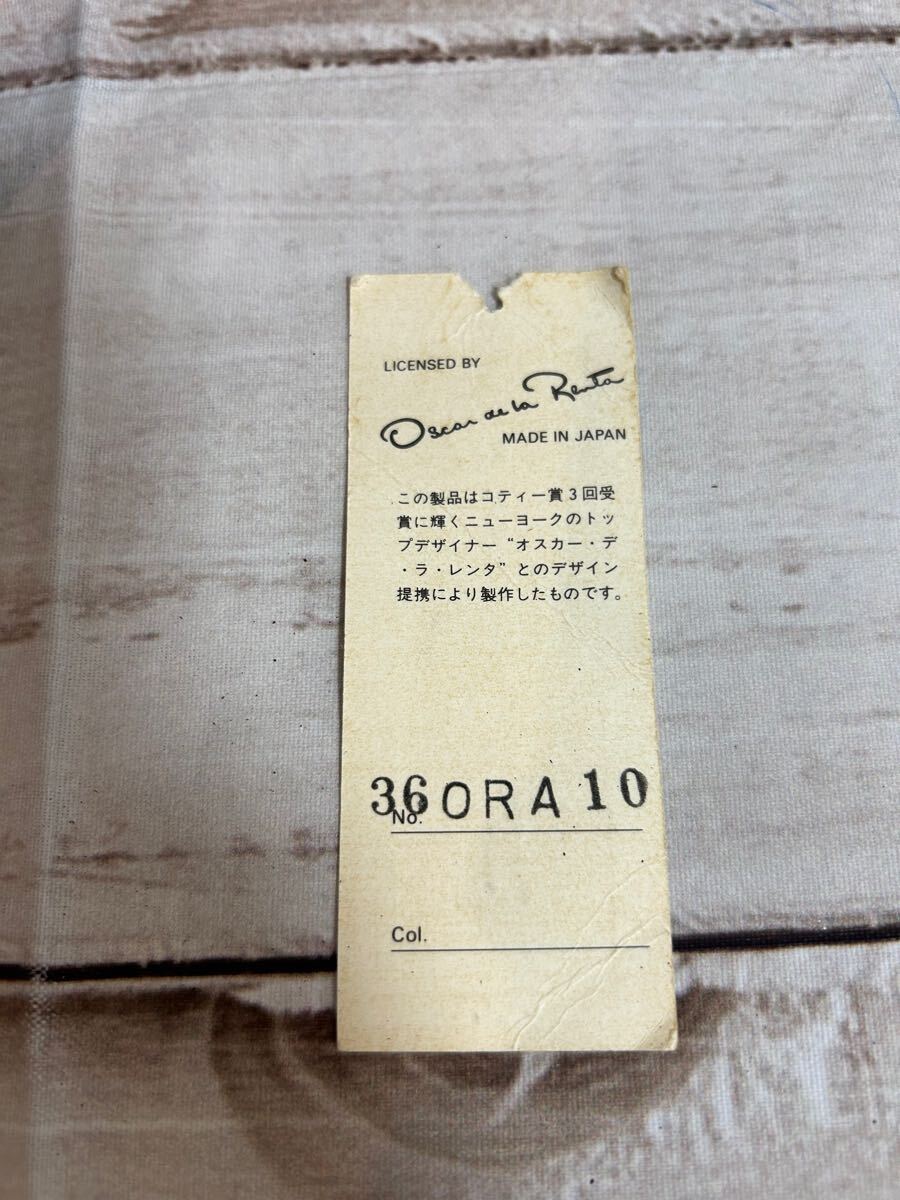 LICENSED BY
Oscar de la Renta
MADE IN JAPAN
この製品はコティー賞3回受
賞に輝くニューヨークのトッ
プデザイナー“オスカー・デ
・ラ・レンタ”とのデザイン
提携により製作したものです。
No. 36 ORA 10
Col.